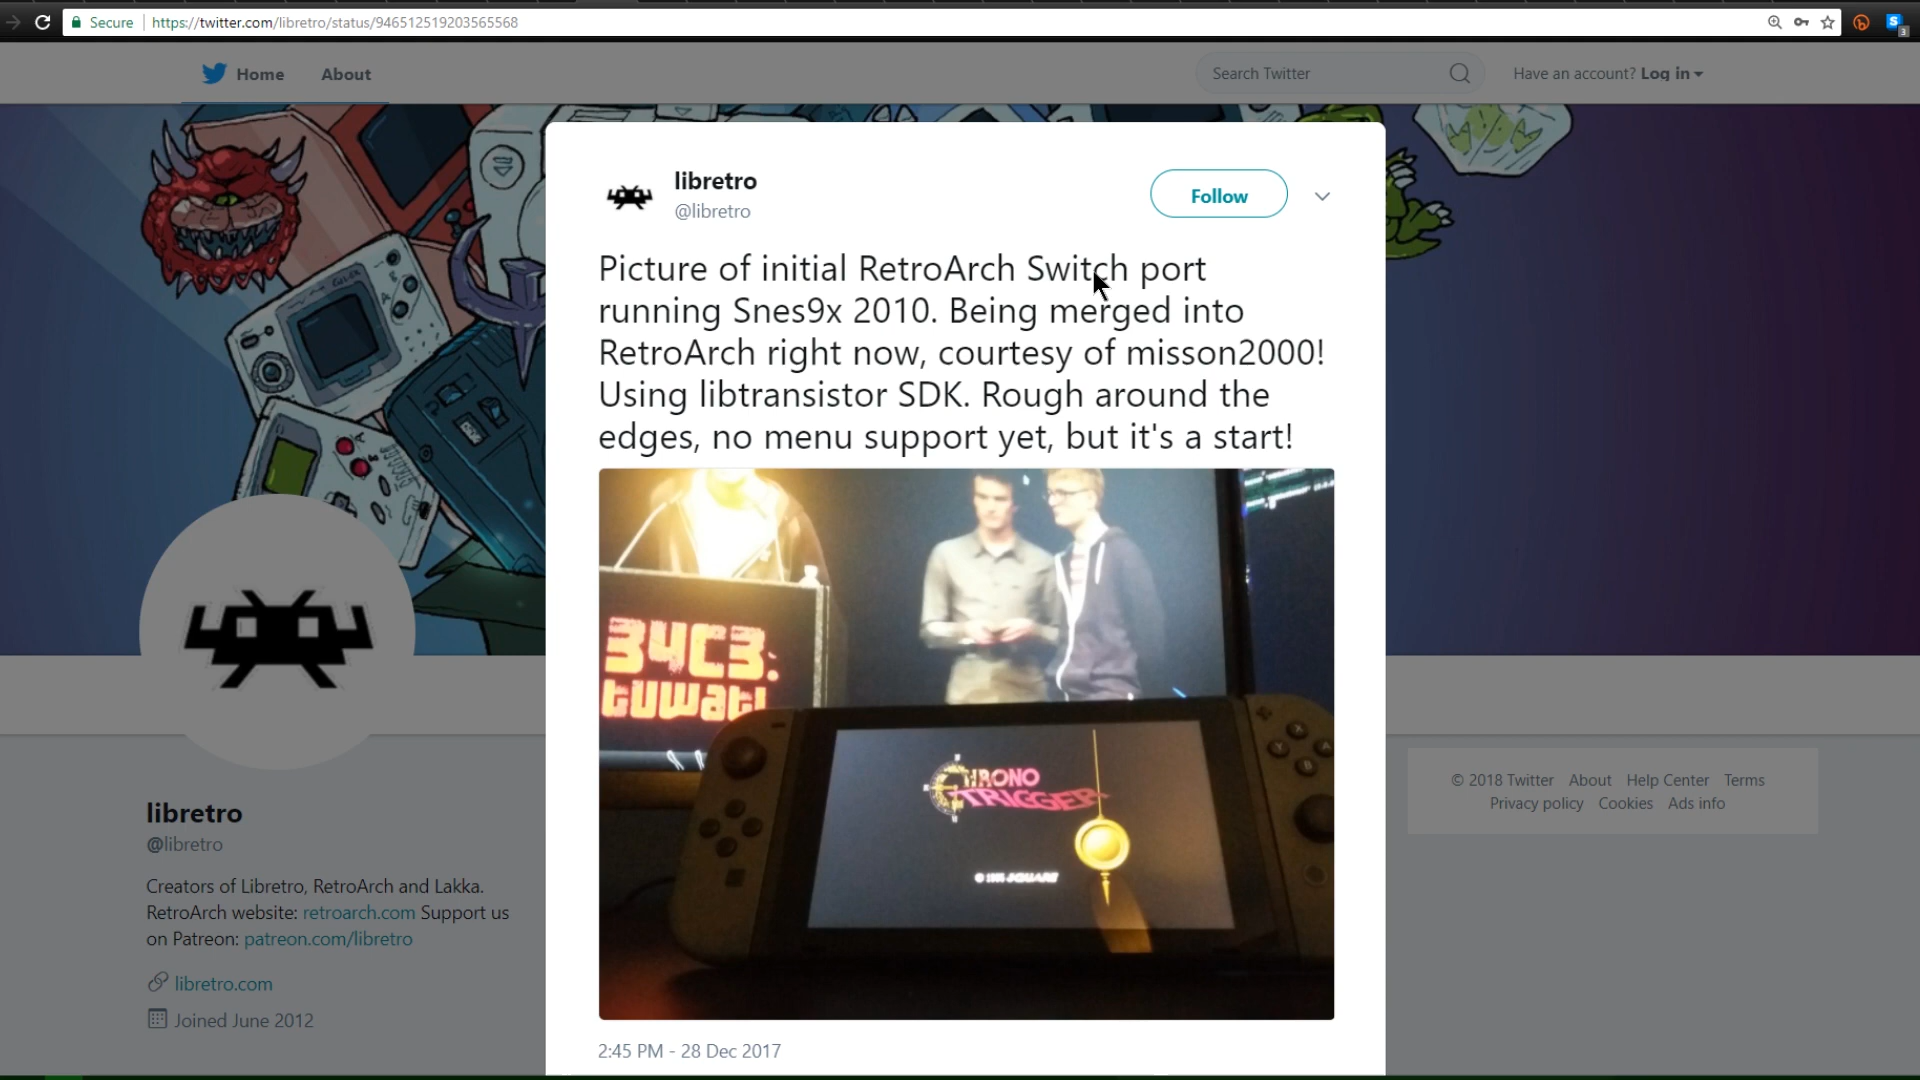 Secure https://twitter.com/libretro/status/946512519203565568
Home About Search Twitter Have an account? Log in
libretro
@libretro
Follow
Picture of initial RetroArch Switch port
running Snes9x 2010. Being merged into
RetroArch right now, courtesy of misson2000!
Using libtransistor SDK. Rough around the
edges, no menu support yet, but it's a start!
34C3:
tuwat!
CHRONO
TRIGGER
© 1995 SQUARE
2:45 PM - 28 Dec 2017
libretro
@libretro
Creators of Libretro, RetroArch and Lakka.
RetroArch website: retroarch.com Support us
on Patreon: patreon.com/libretro
libretro.com
Joined June 2012
© 2018 Twitter About Help Center Terms
Privacy policy Cookies Ads info